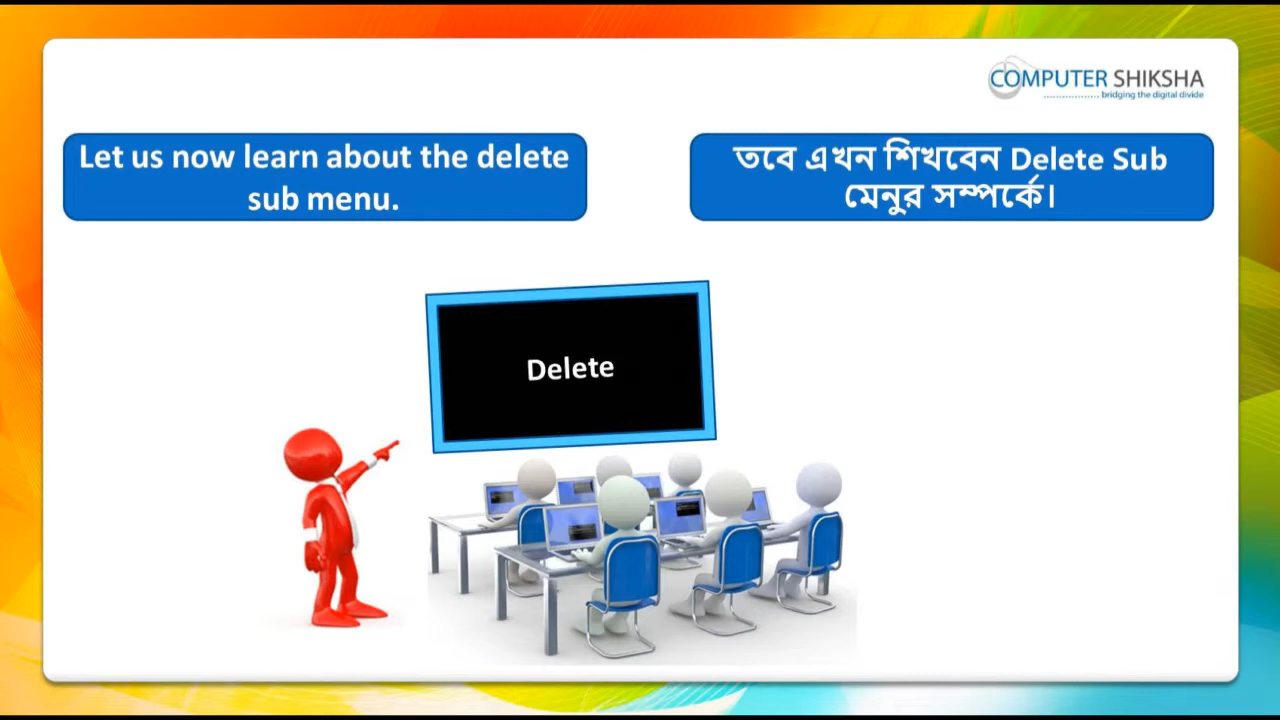 COMPUTER SHIKSHA
bridging the digital divide
Let us now learn about the delete
sub menu.
তবে এখন শিখবেন Delete Sub
মেনুর সম্পর্কে।
Delete